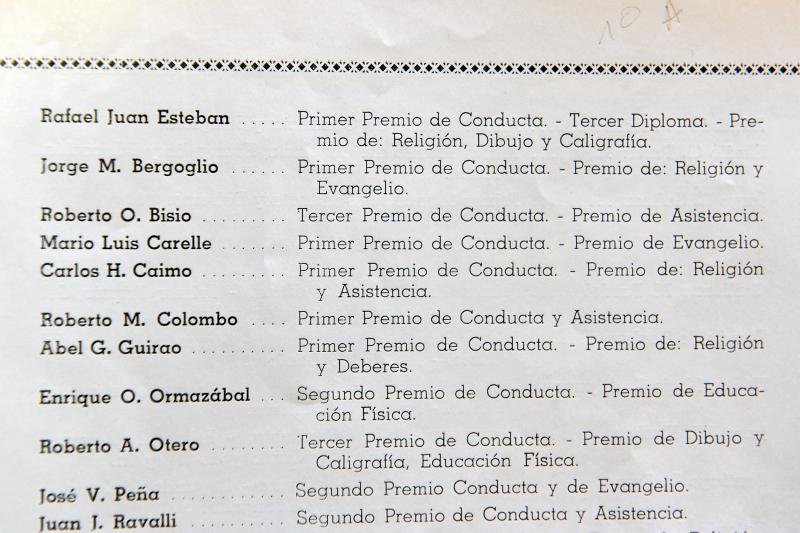 10 A
Rafael Juan Esteban ..... Primer Premio de Conducta. - Tercer Diploma. - Pre-
mio de: Religión, Dibujo y Caligrafía.
Jorge M. Bergoglio ...... Primer Premio de Conducta. - Premio de: Religión y
Evangelio.
Roberto O. Bisio ......... Tercer Premio de Conducta. - Premio de Asistencia.
Mario Luis Carelle ....... Primer Premio de Conducta. - Premio de Evangelio.
Carlos H. Caimo ......... Primer Premio de Conducta. - Premio de: Religión
y Asistencia.
Roberto M. Colombo .... Primer Premio de Conducta y Asistencia.
Abel G. Guirao .......... Primer Premio de Conducta. - Premio de: Religión
y Deberes.
Enrique O. Ormazábal ... Segundo Premio de Conducta. - Premio de Educa-
ción Física.
Roberto A. Otero ........ Tercer Premio de Conducta. - Premio de Dibujo y
Caligrafía, Educación Física.
José V. Peña ............ Segundo Premio Conducta y de Evangelio.
Juan J. Ravalli .......... Segundo Premio de Conducta y Asistencia.